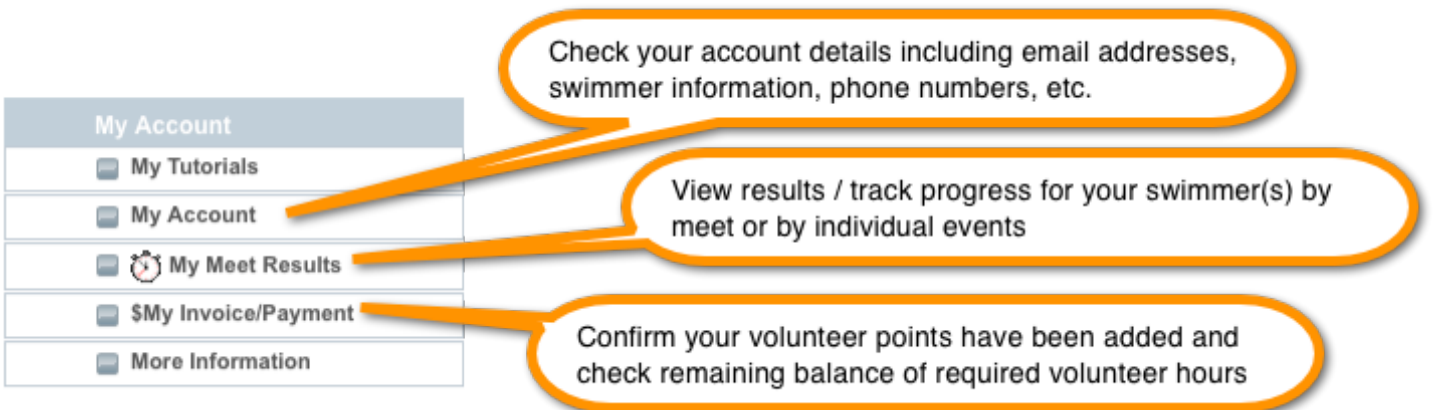 Check your account details including email addresses,
swimmer information, phone numbers, etc.
My Account
My Tutorials
My Account
View results / track progress for your swimmer(s) by
meet or by individual events
My Meet Results
$My Invoice/Payment
Confirm your volunteer points have been added and
check remaining balance of required volunteer hours
More Information